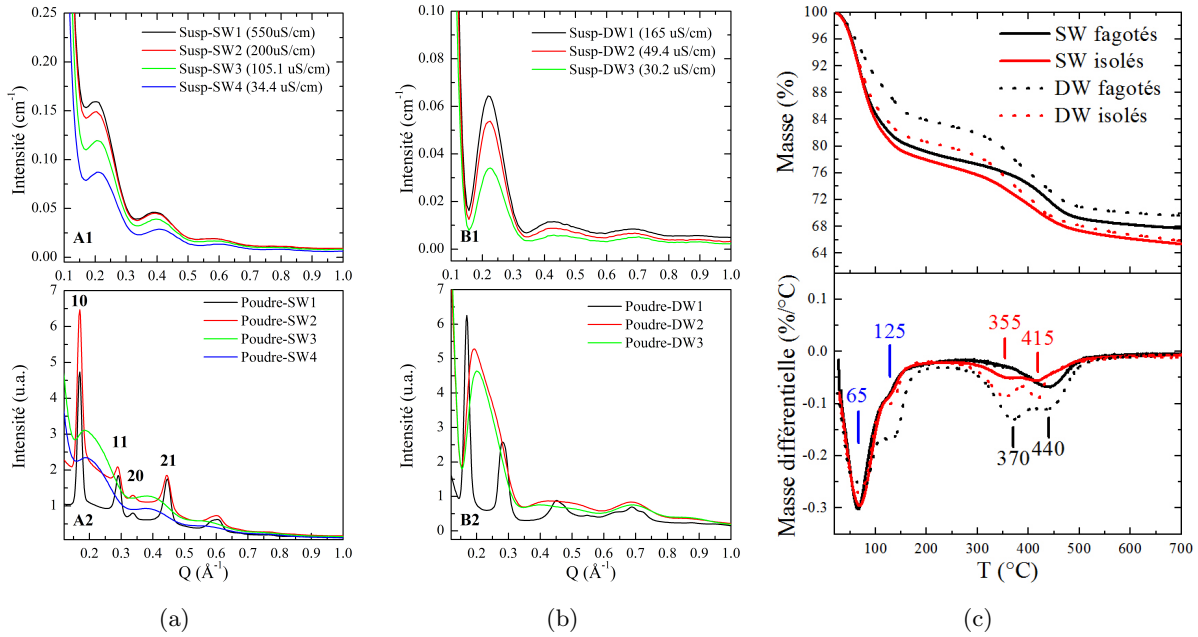 Susp-SW1 (550uS/cm)
Susp-SW2 (200uS/cm)
Susp-SW3 (105.1 uS/cm)
Susp-SW4 (34.4 uS/cm)
0.25
0.20
0.15
0.10
0.05
0.00
Intensité (cm⁻¹)
A1
0.1 0.2 0.3 0.4 0.5 0.6 0.7 0.8 0.9 1.0
10
Poudre-SW1
Poudre-SW2
Poudre-SW3
Poudre-SW4
7
6
5
4
3
2
1
Intensité (u.a.)
11
20
21
A2
0.2 0.3 0.4 0.5 0.6 0.7 0.8 0.9 1.0
Q (Å⁻¹)
(a)
Susp-DW1 (165 uS/cm)
Susp-DW2 (49.4 uS/cm)
Susp-DW3 (30.2 uS/cm)
0.10
0.08
0.06
0.04
0.02
0.00
Intensité (cm⁻¹)
B1
0.1 0.2 0.3 0.4 0.5 0.6 0.7 0.8 0.9 1.0
Poudre-DW1
Poudre-DW2
Poudre-DW3
7
6
5
4
3
2
1
0
Intensité (u.a.)
B2
0.2 0.3 0.4 0.5 0.6 0.7 0.8 0.9 1.0
Q (Å⁻¹)
(b)
SW fagotés
SW isolés
DW fagotés
DW isolés
100
96
92
88
84
80
76
72
68
64
Masse (%)
0.1
0.0
-0.1
-0.2
-0.3
Masse différentielle (%/°C)
65
125
355
415
370
440
100 200 300 400 500 600 700
T (°C)
(c)